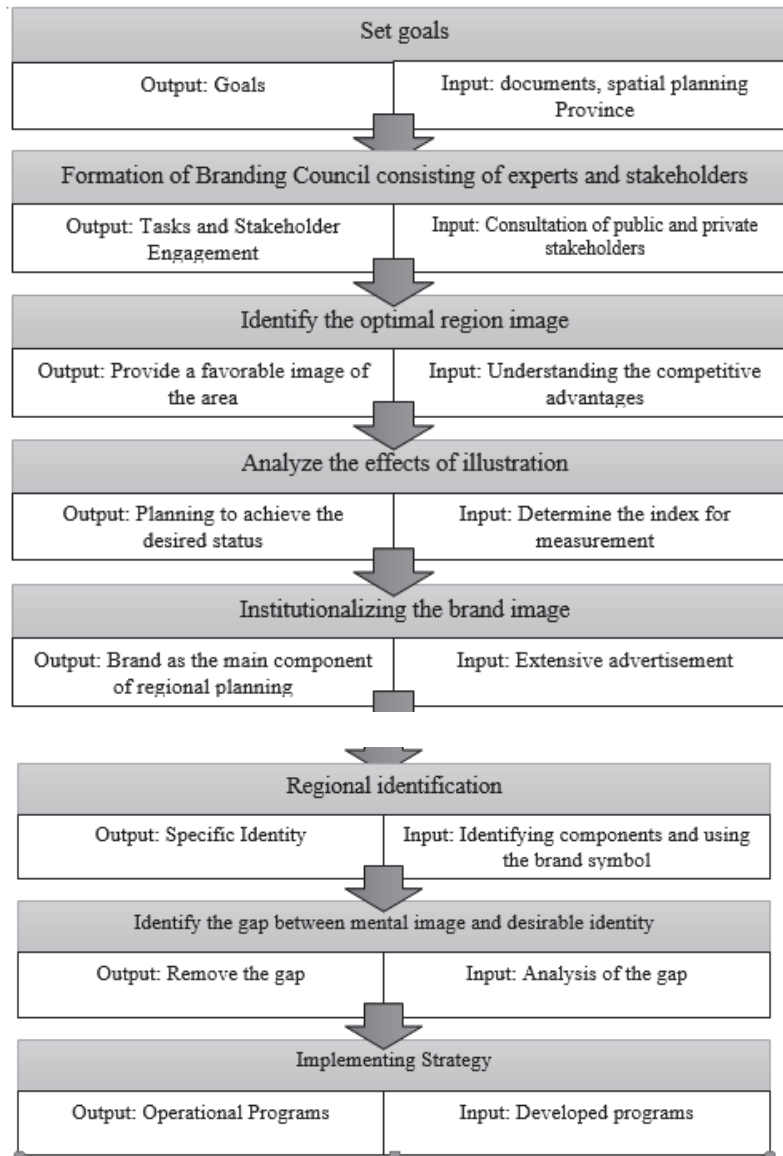 Set goals
Output: Goals
Input: documents, spatial planning
Province
Formation of Branding Council consisting of experts and stakeholders
Output: Tasks and Stakeholder
Engagement
Input: Consultation of public and private
stakeholders
Identify the optimal region image
Output: Provide a favorable image of
the area
Input: Understanding the competitive
advantages
Analyze the effects of illustration
Output: Planning to achieve the
desired status
Input: Determine the index for
measurement
Institutionalizing the brand image
Output: Brand as the main component
of regional planning
Input: Extensive advertisement
Regional identification
Output: Specific Identity
Input: Identifying components and using
the brand symbol
Identify the gap between mental image and desirable identity
Output: Remove the gap
Input: Analysis of the gap
Implementing Strategy
Output: Operational Programs
Input: Developed programs